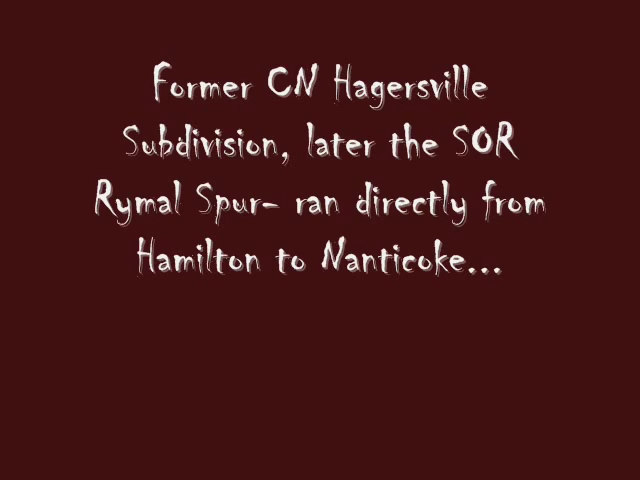 Former CN Hagersville
Subdivision, later the SOR
Rymal Spur- ran directly from
Hamilton to Nanticoke...